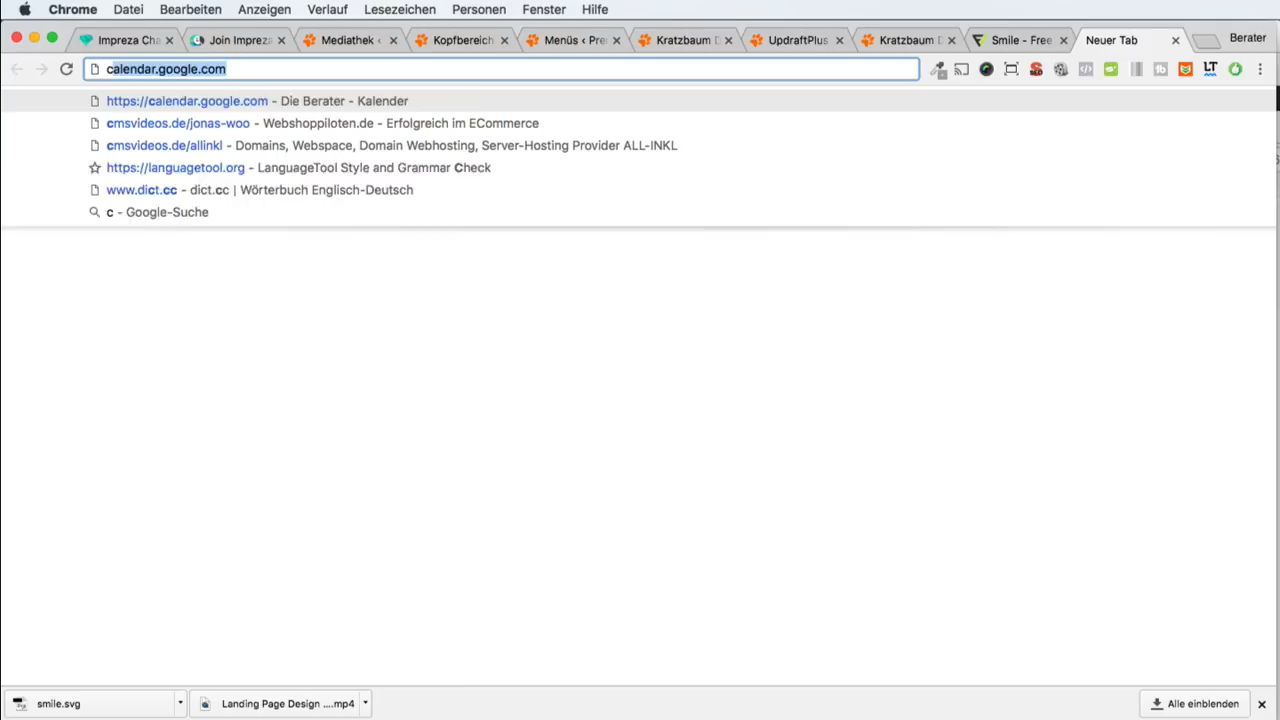 Chrome Datei Bearbeiten Anzeigen Verlauf Lesezeichen Personen Fenster Hilfe
Impreza Cha Join Impreza Mediathek ‹ Kopfbereich Menüs ‹ Pre Kratzbaum D UpdraftPlus Kratzbaum D Smile - Free Neuer Tab Berater
calendar.google.com LT
https://calendar.google.com - Die Berater - Kalender
cmsvideos.de/jonas-woo - Webshoppiloten.de - Erfolgreich im ECommerce
cmsvideos.de/allinkl - Domains, Webspace, Domain Webhosting, Server-Hosting Provider ALL-INKL
https://languagetool.org - LanguageTool Style and Grammar Check
www.dict.cc - dict.cc | Wörterbuch Englisch-Deutsch
c - Google-Suche
smile.svg Landing Page Design ....mp4 Alle einblenden